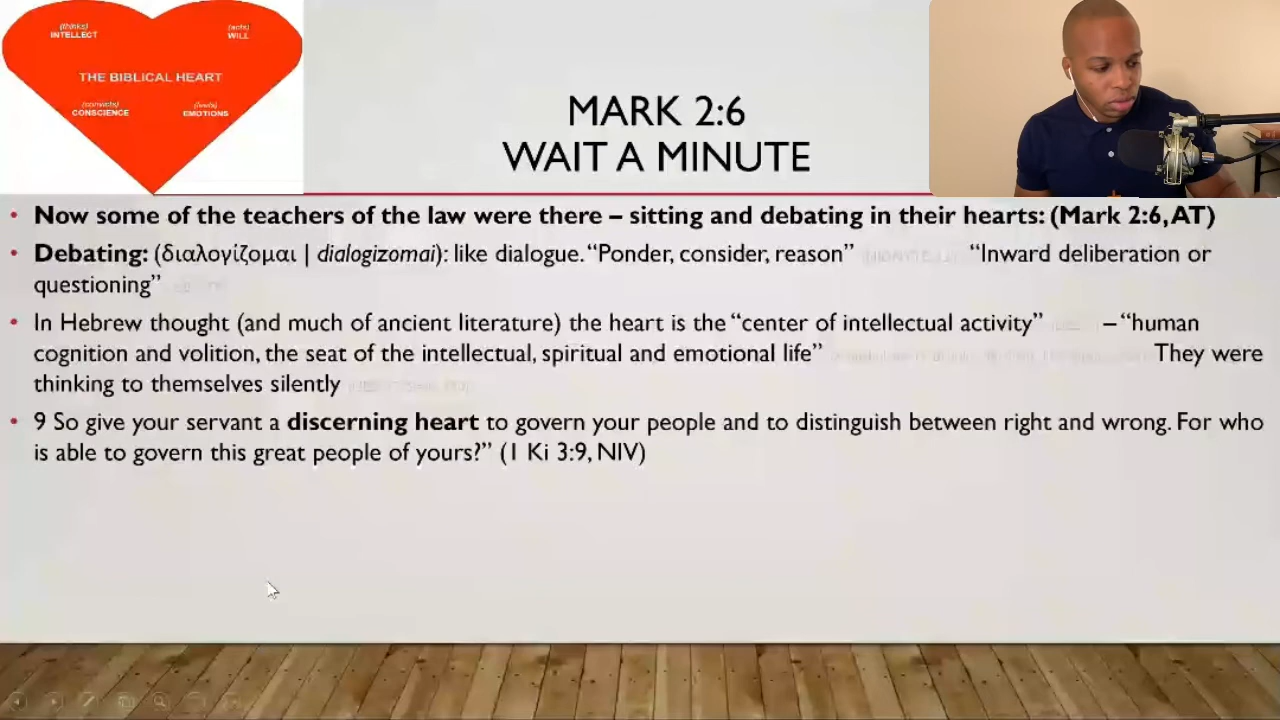 (thinks)
INTELLECT
(acts)
WILL
THE BIBLICAL HEART
(convicts)
CONSCIENCE
(feels)
EMOTIONS
MARK 2:6
WAIT A MINUTE
• Now some of the teachers of the law were there – sitting and debating in their hearts: (Mark 2:6, AT)
• Debating: (διαλογίζομαι | dialogizomai): like dialogue. “Ponder, consider, reason” “Inward deliberation or
questioning”
• In Hebrew thought (and much of ancient literature) the heart is the “center of intellectual activity” – “human
cognition and volition, the seat of the intellectual, spiritual and emotional life” They were
thinking to themselves silently
• 9 So give your servant a discerning heart to govern your people and to distinguish between right and wrong. For who
is able to govern this great people of yours?” (1 Ki 3:9, NIV)